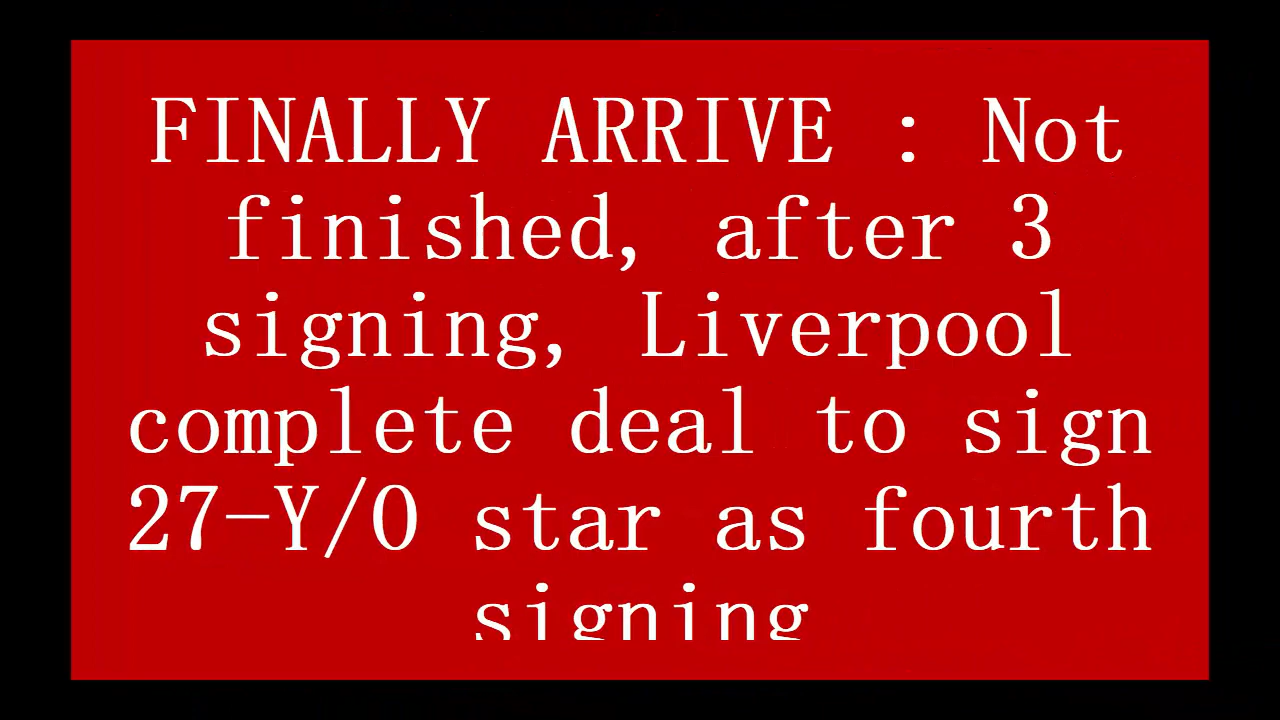 FINALLY ARRIVE : Not
finished, after 3
signing, Liverpool
complete deal to sign
27-Y/O star as fourth
signing